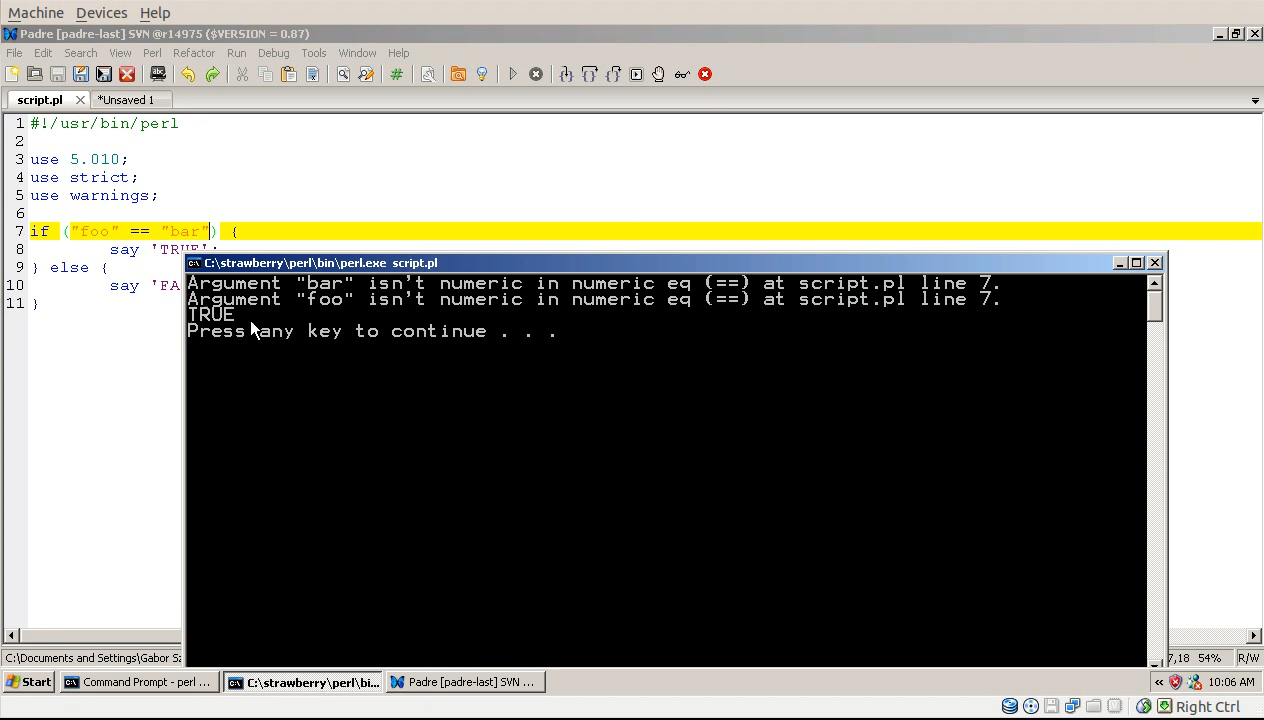 Machine Devices Help
Padre [padre-last] SVN @r14975 ($VERSION = 0.87)
File Edit Search View Perl Refactor Run Debug Tools Window Help
script.pl *Unsaved 1
1 #!/usr/bin/perl
2
3 use 5.010;
4 use strict;
5 use warnings;
6
7 if ("foo" == "bar") {
8 say 'TRUE';
9 } else {
10 say 'FA
11 }
C:\strawberry\perl\bin\perl.exe script.pl
Argument "bar" isn't numeric in numeric eq (==) at script.pl line 7.
Argument "foo" isn't numeric in numeric eq (==) at script.pl line 7.
TRUE
Press any key to continue . . .
C:\Documents and Settings\Gabor 7,18 54% R/W
Start Command Prompt - perl ... C:\strawberry\perl\bi... Padre [padre-last] SVN ... « 10:06 AM
Right Ctrl